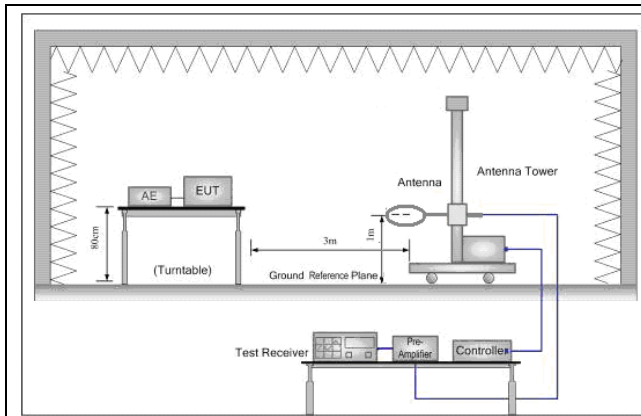 Antenna Tower
Antenna
AE
EUT
80cm
(Turntable)
3m
1m
Ground Reference Plane
Test Receiver
Pre-
Amplifier
Controller